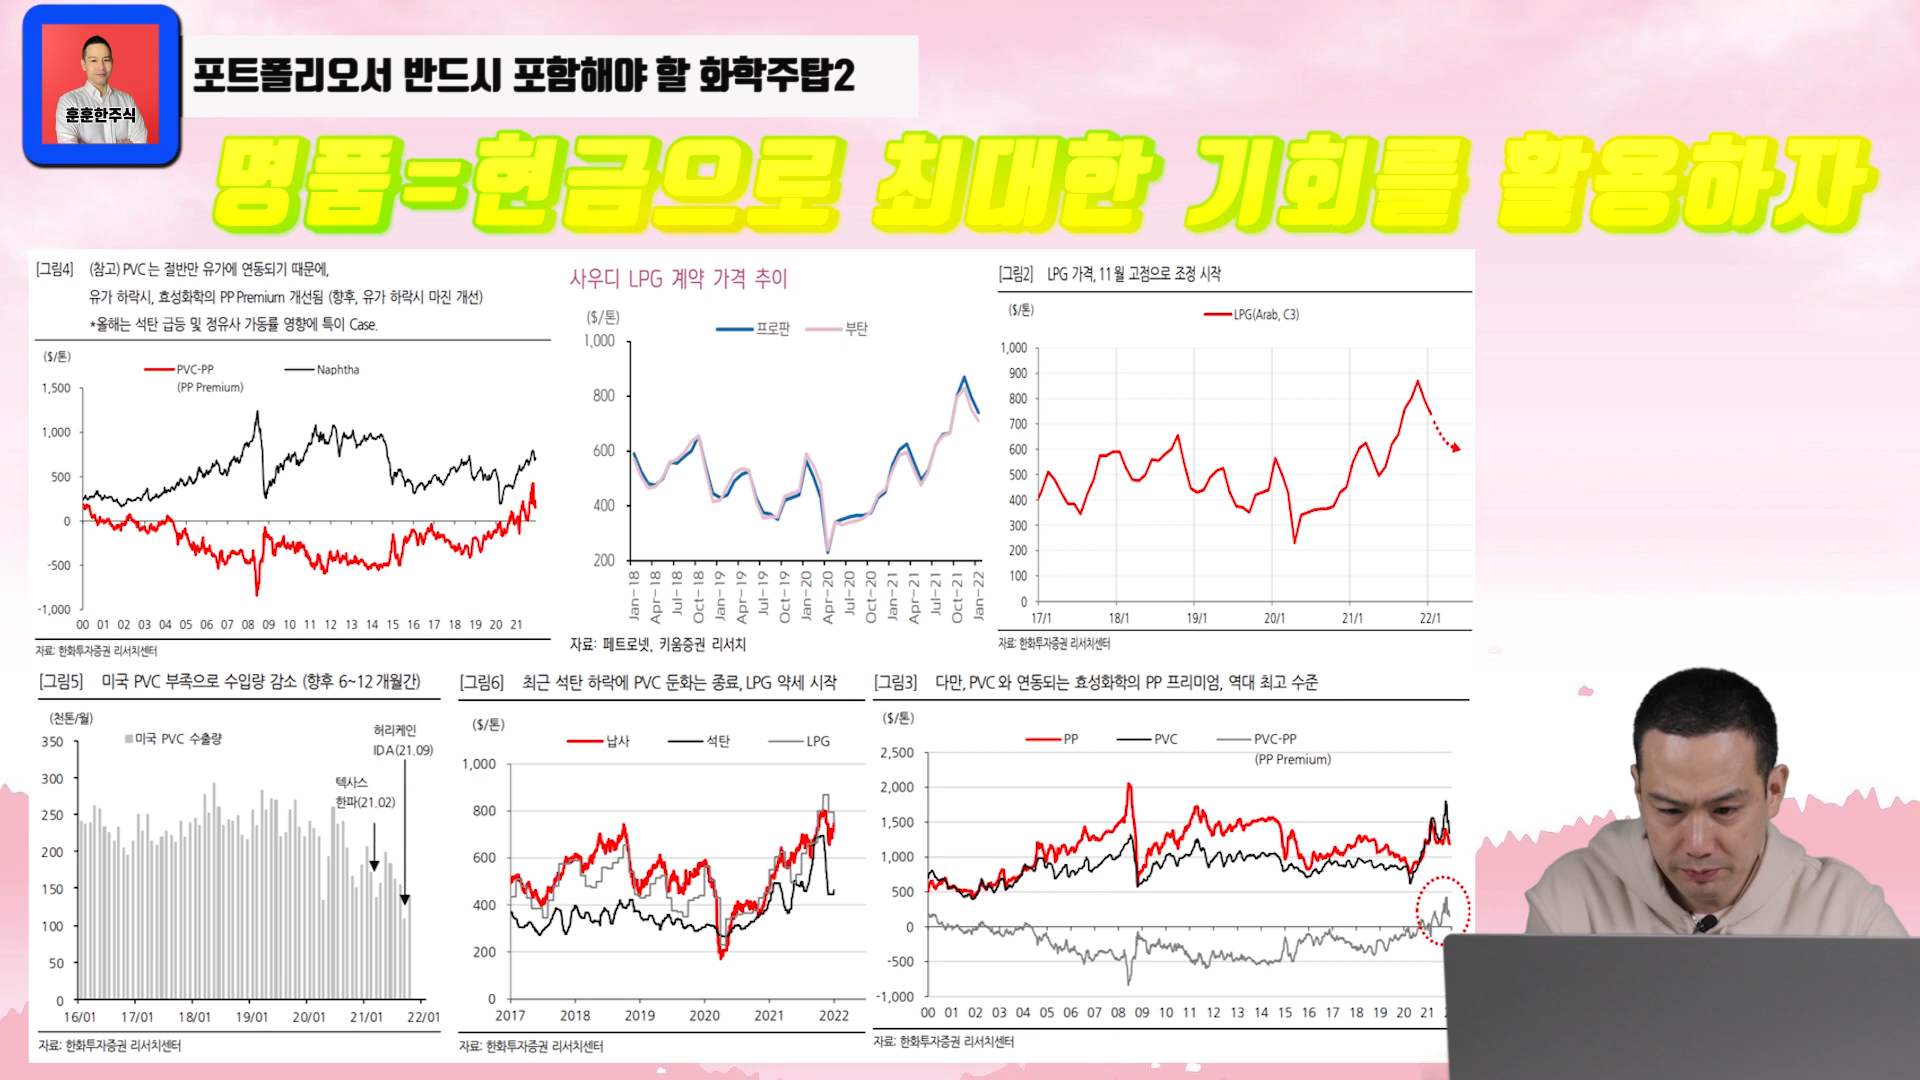 훈훈한주식
포트폴리오서 반드시 포함해야 할 화학주탑2
명품=현금으로 최대한 기회를 활용하자
[그림4] (참고) PVC는 절반만 유가에 연동되기 때문에,
유가 하락시, 효성화학의 PP Premium 개선됨 (향후, 유가 하락시 마진 개선)
*올해는 석탄 급등 및 정유사 가동률 영향에 특이 Case.
($/톤)
PVC-PP
(PP Premium)
Naphtha
1,500
1,000
500
0
-500
-1,000
00 01 02 03 04 05 06 07 08 09 10 11 12 13 14 15 16 17 18 19 20 21
자료: 한화투자증권 리서치센터
사우디 LPG 계약 가격 추이
($/톤)
프로판 부탄
1,000
800
600
400
200
Jan-18 Apr-18 Jul-18 Oct-18 Jan-19 Apr-19 Jul-19 Oct-19 Jan-20 Apr-20 Jul-20 Oct-20 Jan-21 Apr-21 Jul-21 Oct-21 Jan-22
자료: 페트로넷, 키움증권 리서치
[그림2] LPG 가격, 11월 고점으로 조정 시작
($/톤)
LPG(Arab, C3)
1,000
900
800
700
600
500
400
300
200
100
0
17/1 18/1 19/1 20/1 21/1 22/1
자료: 한화투자증권 리서치센터
[그림5] 미국 PVC 부족으로 수입량 감소 (향후 6~12개월간)
(천톤/월)
미국 PVC 수출량
허리케인
IDA(21.09)
텍사스
한파(21.02)
350
300
250
200
150
100
50
0
16/01 17/01 18/01 19/01 20/01 21/01 22/01
자료: 한화투자증권 리서치센터
[그림6] 최근 석탄 하락에 PVC 둔화는 종료, LPG 약세 시작
($/톤)
납사 석탄 LPG
1,000
800
600
400
200
0
2017 2018 2019 2020 2021 2022
자료: 한화투자증권 리서치센터
[그림3] 다만, PVC와 연동되는 효성화학의 PP 프리미엄, 역대 최고 수준
($/톤)
PP PVC PVC-PP
(PP Premium)
2,500
2,000
1,500
1,000
500
0
-500
-1,000
00 01 02 03 04 05 06 07 08 09 10 11 12 13 14 15 16 17 18 19 20 21
자료: 한화투자증권 리서치센터